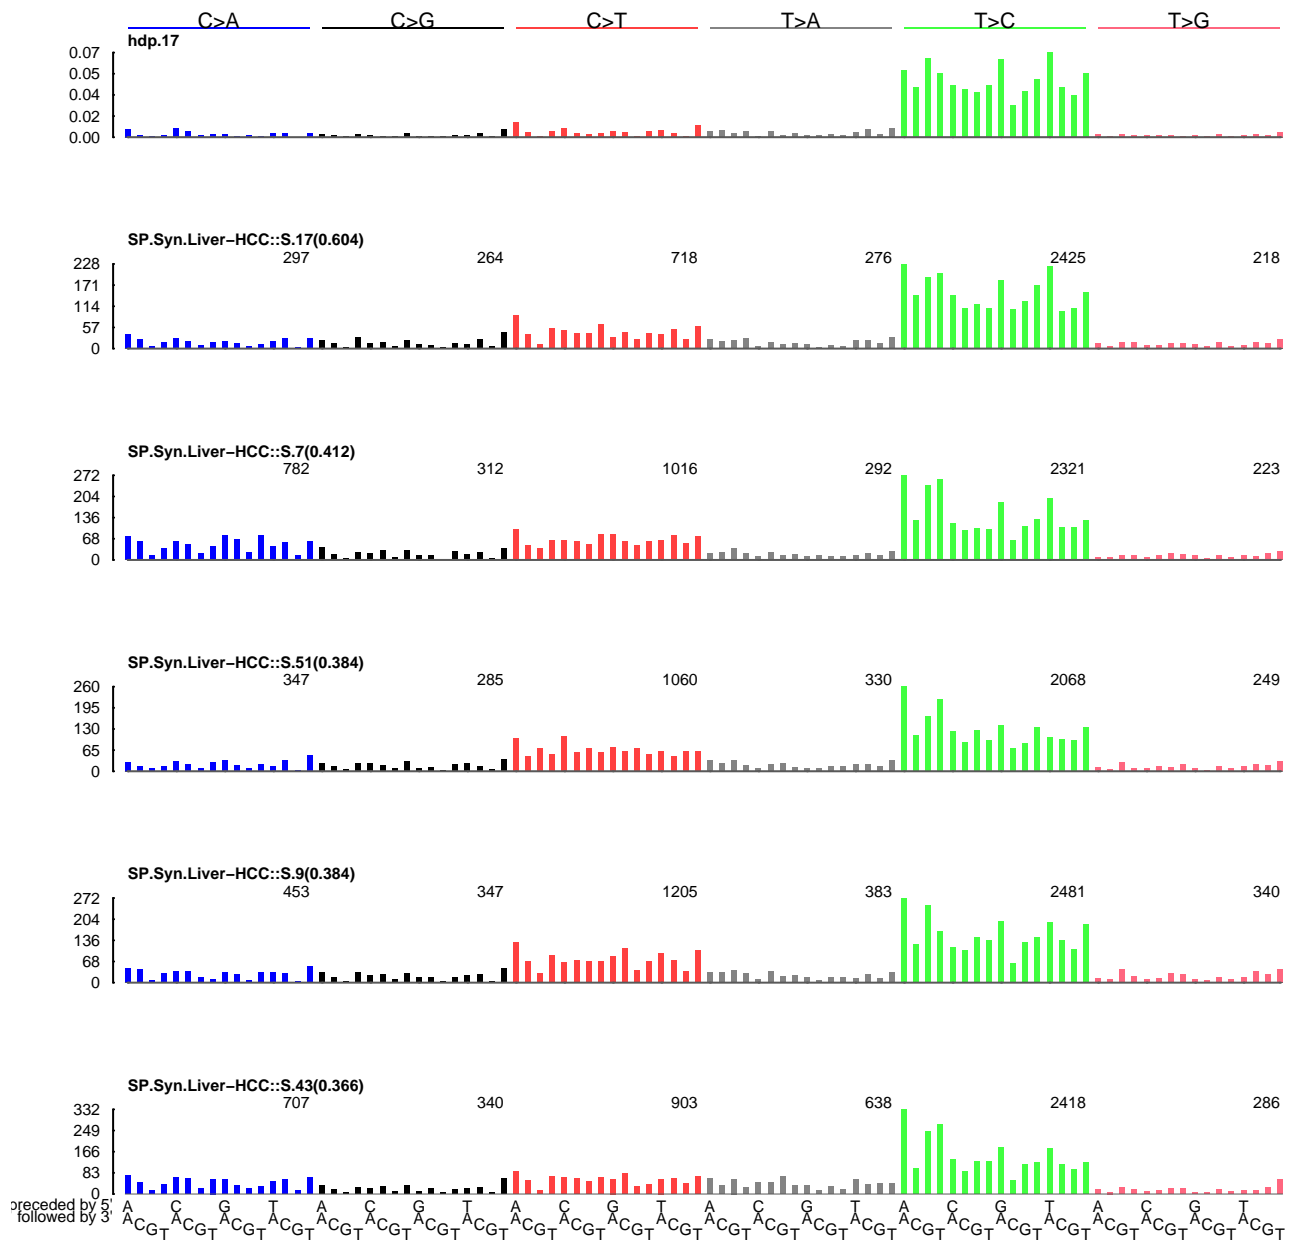 C>A C>G C>T T>A T>C T>G
hdp.17
0.07
0.05
0.04
0.02
0.00
SP.Syn.Liver−HCC::S.17(0.604)
297 264 718 276 2425 218
228
171
114
57
0
SP.Syn.Liver−HCC::S.7(0.412)
782 312 1016 292 2321 223
272
204
136
68
0
SP.Syn.Liver−HCC::S.51(0.384)
347 285 1060 330 2068 249
260
195
130
65
0
SP.Syn.Liver−HCC::S.9(0.384)
453 347 1205 383 2481 340
272
204
136
68
0
SP.Syn.Liver−HCC::S.43(0.366)
707 340 903 638 2418 286
332
249
166
83
0
preceded by 5' A C G T A C G T A C G T A C G T A C G T A C G T
followed by 3' A C G T A C G T A C G T A C G T A C G T A C G T A C G T A C G T A C G T A C G T A C G T A C G T A C G T A C G T A C G T A C G T A C G T A C G T A C G T A C G T A C G T A C G T A C G T A C G T